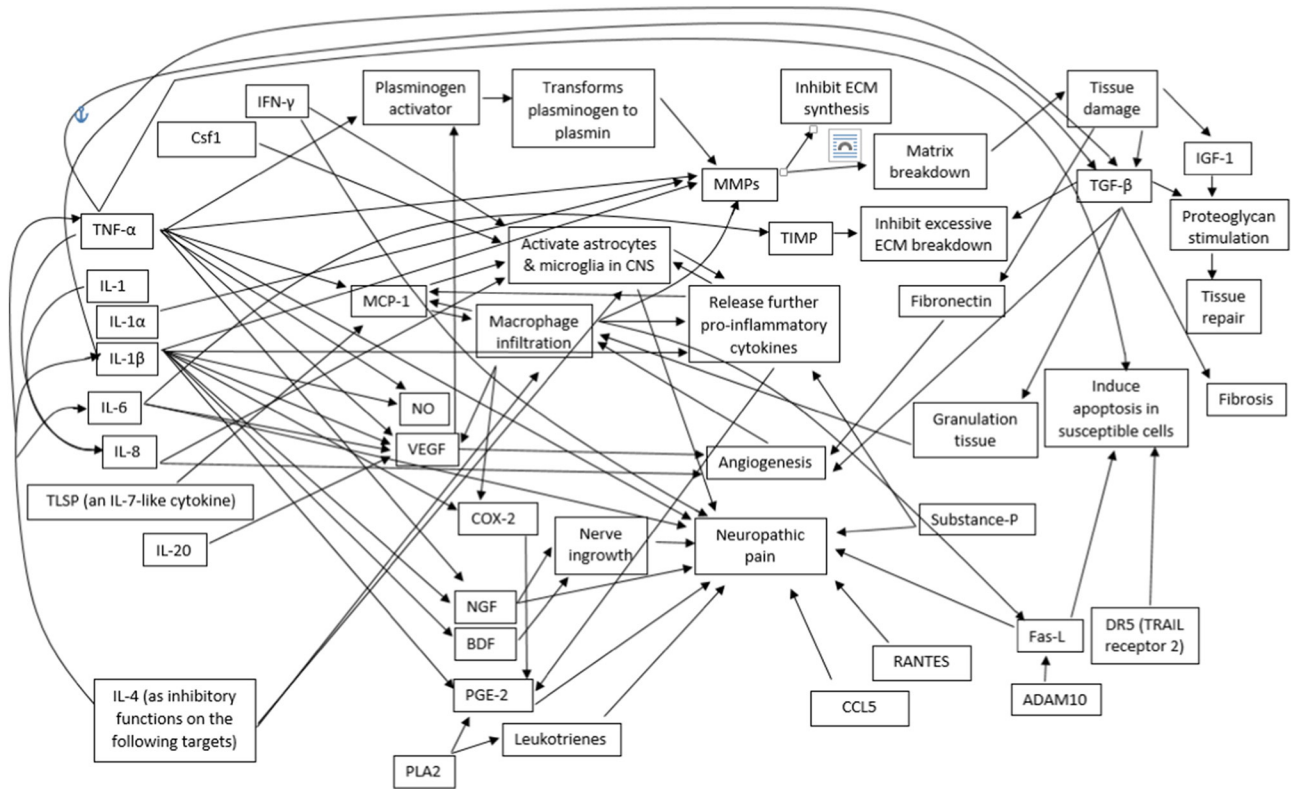 IFN-γ
Plasminogen
activator
Transforms
plasminogen to
plasmin
Inhibit ECM
synthesis
Tissue
damage
Csf1
Matrix
breakdown
IGF-1
MMPs
TGF-β
TNF-α
TIMP
Inhibit excessive
ECM breakdown
Proteoglycan
stimulation
Activate astrocytes
& microglia in CNS
IL-1
MCP-1
Release further
pro-inflammatory
cytokines
Fibronectin
Tissue
repair
IL-1α
Macrophage
infiltration
IL-1β
IL-6
NO
Induce
apoptosis in
susceptible cells
Fibrosis
Granulation
tissue
IL-8
VEGF
Angiogenesis
TLSP (an IL-7-like cytokine)
COX-2
Substance-P
IL-20
Nerve
ingrowth
Neuropathic
pain
NGF
BDF
Fas-L
DR5 (TRAIL
receptor 2)
RANTES
IL-4 (as inhibitory
functions on the
following targets)
PGE-2
CCL5
ADAM10
Leukotrienes
PLA2